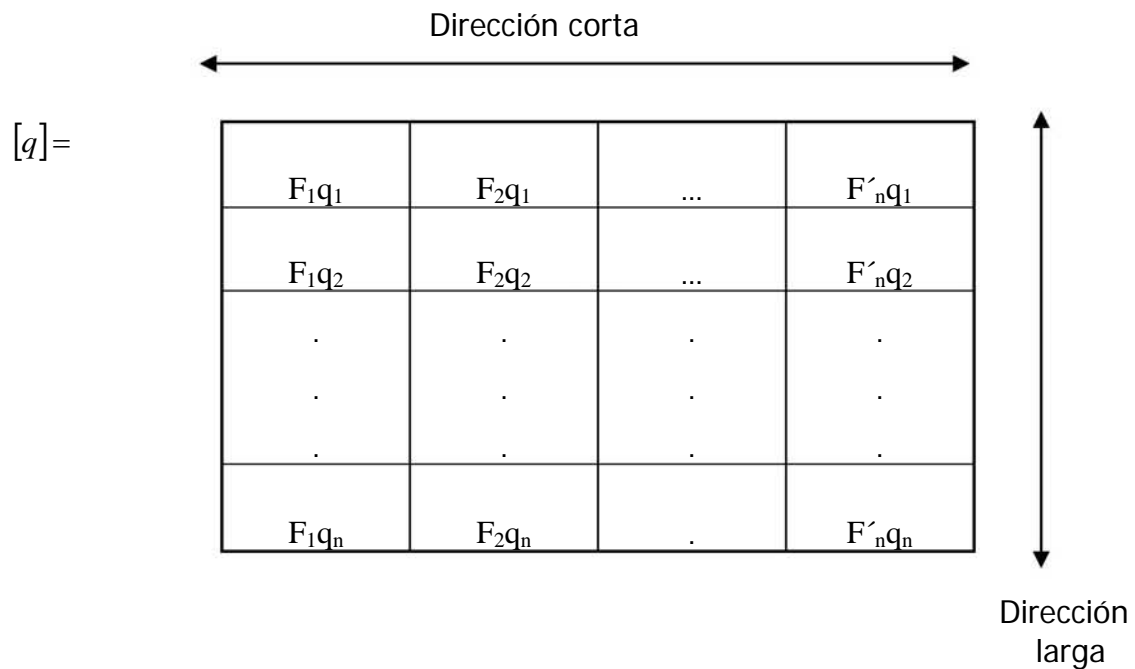 Dirección corta
[q]=
F₁q₁ F₂q₁ ... F´ₙq₁
F₁q₂ F₂q₂ ... F´ₙq₂
. . . .
. . . .
. . . .
F₁qₙ F₂qₙ . F´ₙqₙ
Dirección
larga